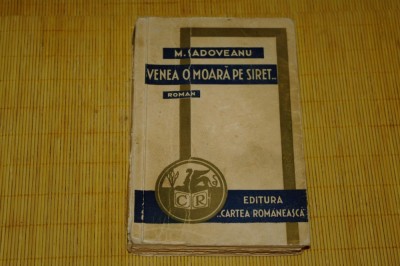 M. SADOVEANU
VENEA O MOARĂ PE SIRET..
ROMAN
CR
EDITURA
„CARTEA ROMÂNEASCĂ"